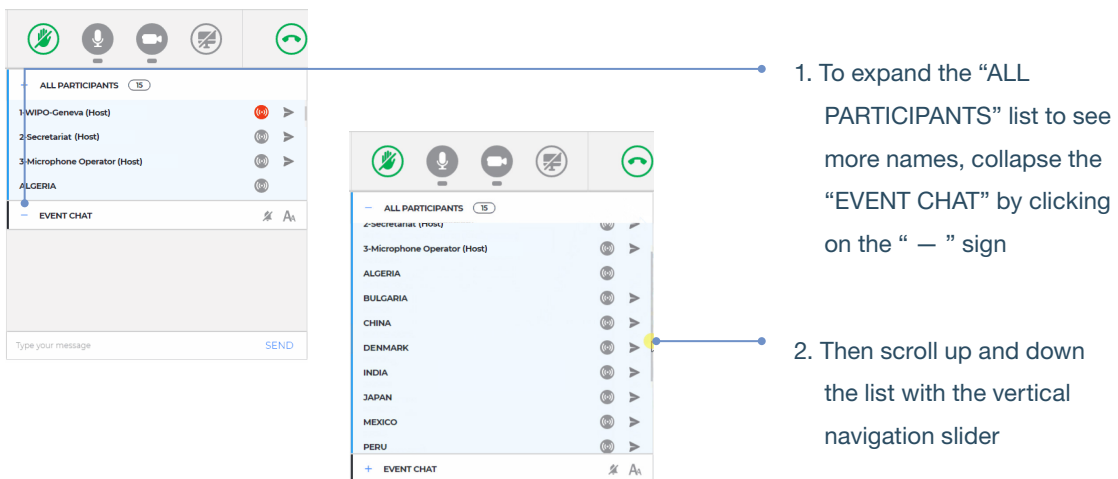 ALL PARTICIPANTS 15
1-WIPO-Geneva (Host)
2-Secretariat (Host)
3-Microphone Operator (Host)
ALGERIA
− EVENT CHAT AA
Type your message SEND
− ALL PARTICIPANTS 15
2-Secretariat (Host)
3-Microphone Operator (Host)
ALGERIA
BULGARIA
CHINA
DENMARK
INDIA
JAPAN
MEXICO
PERU
+ EVENT CHAT AA
1. To expand the “ALL
PARTICIPANTS” list to see
more names, collapse the
“EVENT CHAT” by clicking
on the “ — ” sign
2. Then scroll up and down
the list with the vertical
navigation slider